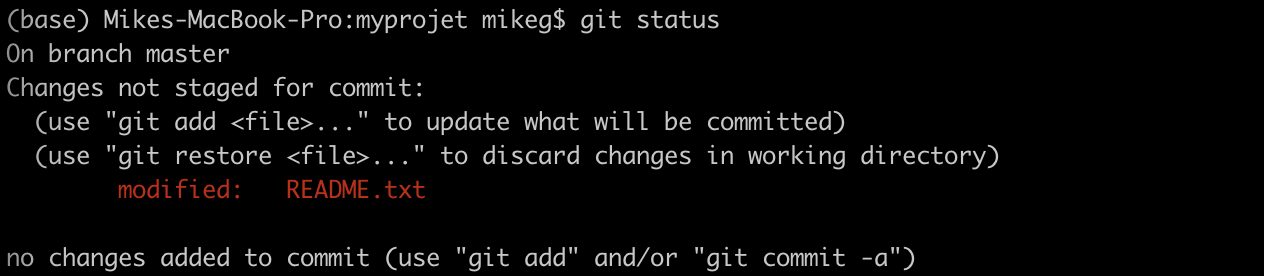 (base) Mikes-MacBook-Pro:myprojet mikeg$ git status
On branch master
Changes not staged for commit:
  (use "git add <file>..." to update what will be committed)
  (use "git restore <file>..." to discard changes in working directory)
        modified:   README.txt

no changes added to commit (use "git add" and/or "git commit -a")